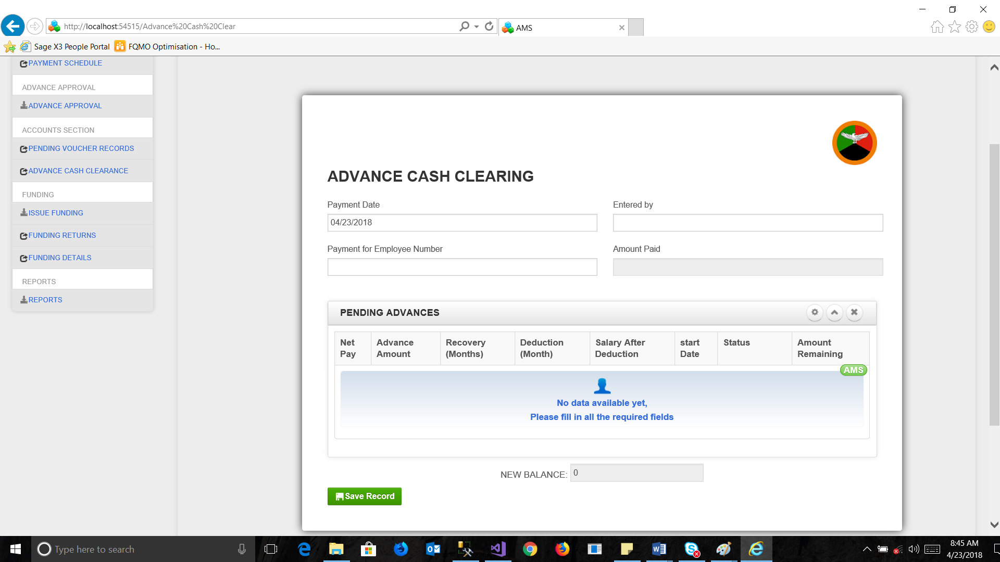 http://localhost:54515/Advance%20Cash%20Clear
AMS
Sage X3 People Portal
FQMO Optimisation - Ho...
PAYMENT SCHEDULE
ADVANCE APPROVAL
ADVANCE APPROVAL
ACCOUNTS SECTION
PENDING VOUCHER RECORDS
ADVANCE CASH CLEARANCE
FUNDING
ISSUE FUNDING
FUNDING RETURNS
FUNDING DETAILS
REPORTS
REPORTS
ADVANCE CASH CLEARING
Payment Date
Entered by
04/23/2018
Payment for Employee Number
Amount Paid
PENDING ADVANCES
Net Pay
Advance Amount
Recovery (Months)
Deduction (Month)
Salary After Deduction
start Date
Status
Amount Remaining
AMS
No data available yet,
Please fill in all the required fields
NEW BALANCE: 0
Save Record
Type here to search
8:45 AM
4/23/2018